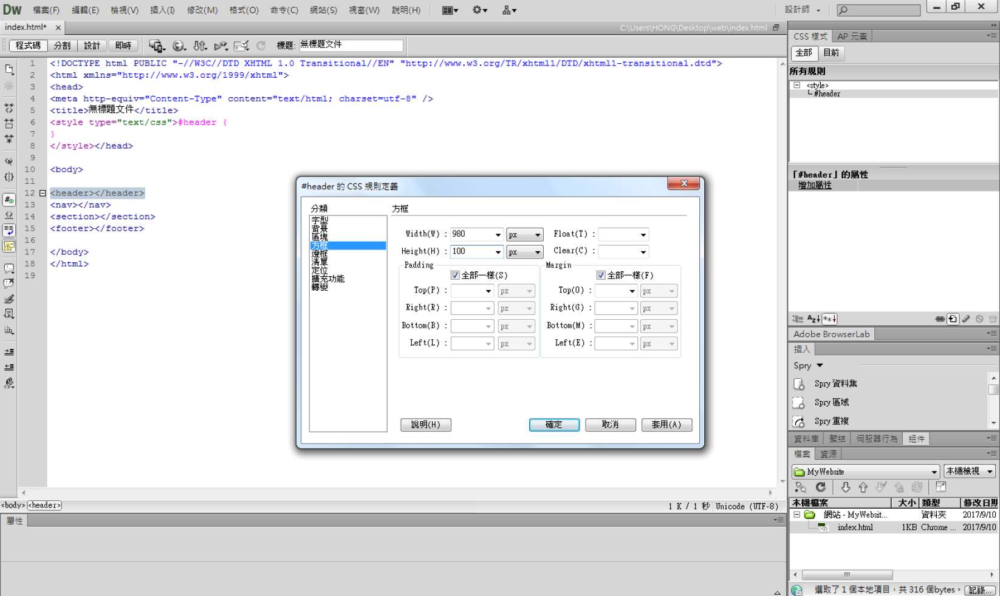 Dw 檔案(F) 編輯(E) 檢視(V) 插入(I) 修改(M) 格式(O) 命令(C) 網站(S) 視窗(W) 說明(H) 設計師
index.html* × C:\Users\HONG\Desktop\web\index.html
程式碼 分割 設計 即時 標題: 無標題文件
1 <!DOCTYPE html PUBLIC "-//W3C//DTD XHTML 1.0 Transitional//EN" "http://www.w3.org/TR/xhtml1/DTD/xhtml1-transitional.dtd">
2 <html xmlns="http://www.w3.org/1999/xhtml">
3 <head>
4 <meta http-equiv="Content-Type" content="text/html; charset=utf-8" />
5 <title>無標題文件</title>
6 <style type="text/css">#header {
7 }
8 </style></head>
9
10 <body>
11
12 <header></header>
13 <nav></nav>
14 <section></section>
15 <footer></footer>
16
17 </body>
18 </html>
19
#header 的 CSS 規則定義
分類
字型
背景
區塊
方框
邊框
清單
定位
擴充功能
轉變
方框
Width(W) : 980 px Float(T) :
Height(H) : 100 px Clear(C) :
Padding Margin
全部一樣(S) 全部一樣(F)
Top(P) : px Top(O) : px
Right(R) : px Right(G) : px
Bottom(B) : px Bottom(M) : px
Left(L) : px Left(E) : px
說明(H) 確定 取消 套用(A)
<body> <header> 1 K / 1 秒 Unicode (UTF-8)
屬性
CSS 樣式 AP 元素
全部 目前
所有規則
<style>
#header
「#header」的屬性
增加屬性
Adobe BrowserLab
插入
Spry
Spry 資料集
Spry 區域
Spry 重複
資料庫 繫結 伺服器行為 組件
檔案 資源
MyWebsite 本機檢視
本機檔案 大小 類型 修改日期
網站 - MyWebsit... 資料夾 2017/9/10
index.html 1KB Chrome ... 2017/9/10
選取了 1 個本地項目，共 316 個bytes。 記錄...